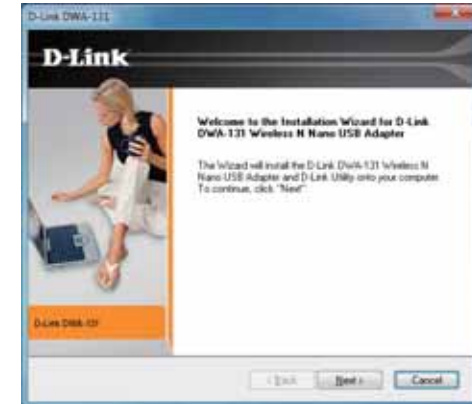 D-Link DWA-131
D-Link
Welcome to the Installation Wizard for D-Link
DWA-131 Wireless N Nano USB Adapter
The Wizard will install the D-Link DWA-131 Wireless N
Nano USB Adapter and D-Link Utility onto your computer.
To continue, click "Next"
D-Link DWA-131
< Back
Next >
Cancel